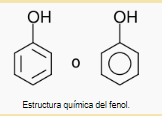 OH OH
o
Estructura química del fenol.